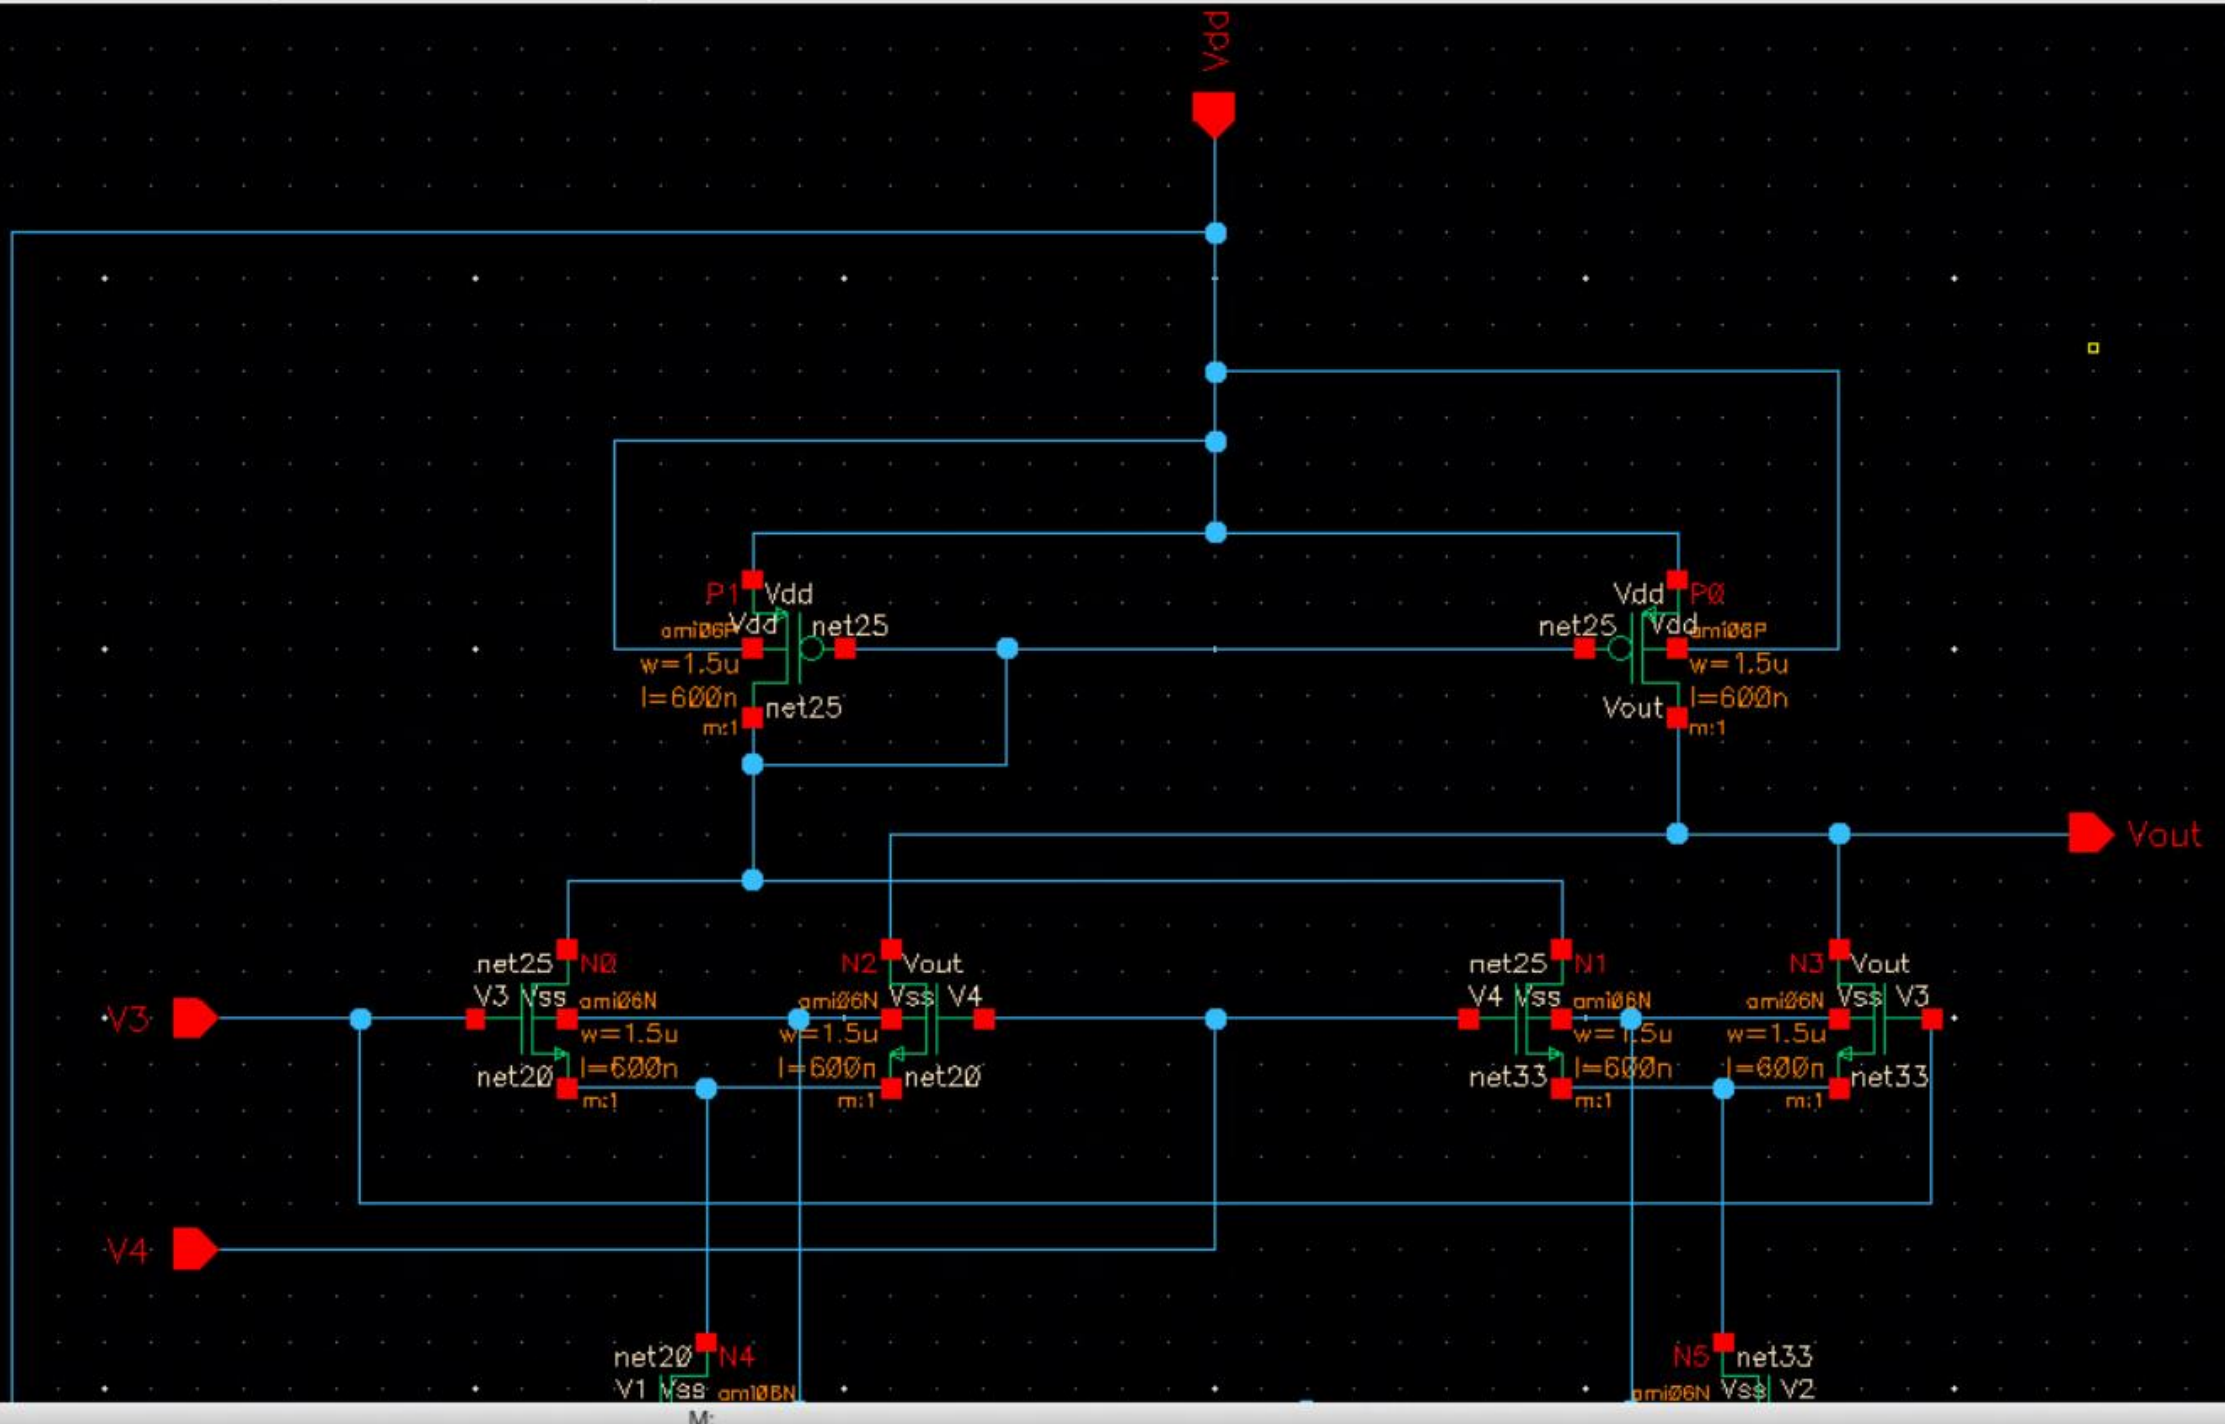 Vdd
P1 Vdd
Vdd P0
ami06P Vdd net25
net25 Vdd ami06P
w=1.5u
w=1.5u
l=600n
l=600n
net25
Vout
m:1
m:1
Vout
net25 N0
N2 Vout
net25 N1
N3 Vout
V3 Vss ami06N
ami06N Vss V4
V4 Vss ami06N
ami06N Vss V3
V3
w=1.5u
w=1.5u
w=1.5u
w=1.5u
l=600n
l=600n
l=600n
l=600n
net20
net20
net33
net33
m:1
m:1
m:1
m:1
V4
net20 N4
N5 net33
V1 Vss ami06N
ami06N Vss V2
M: